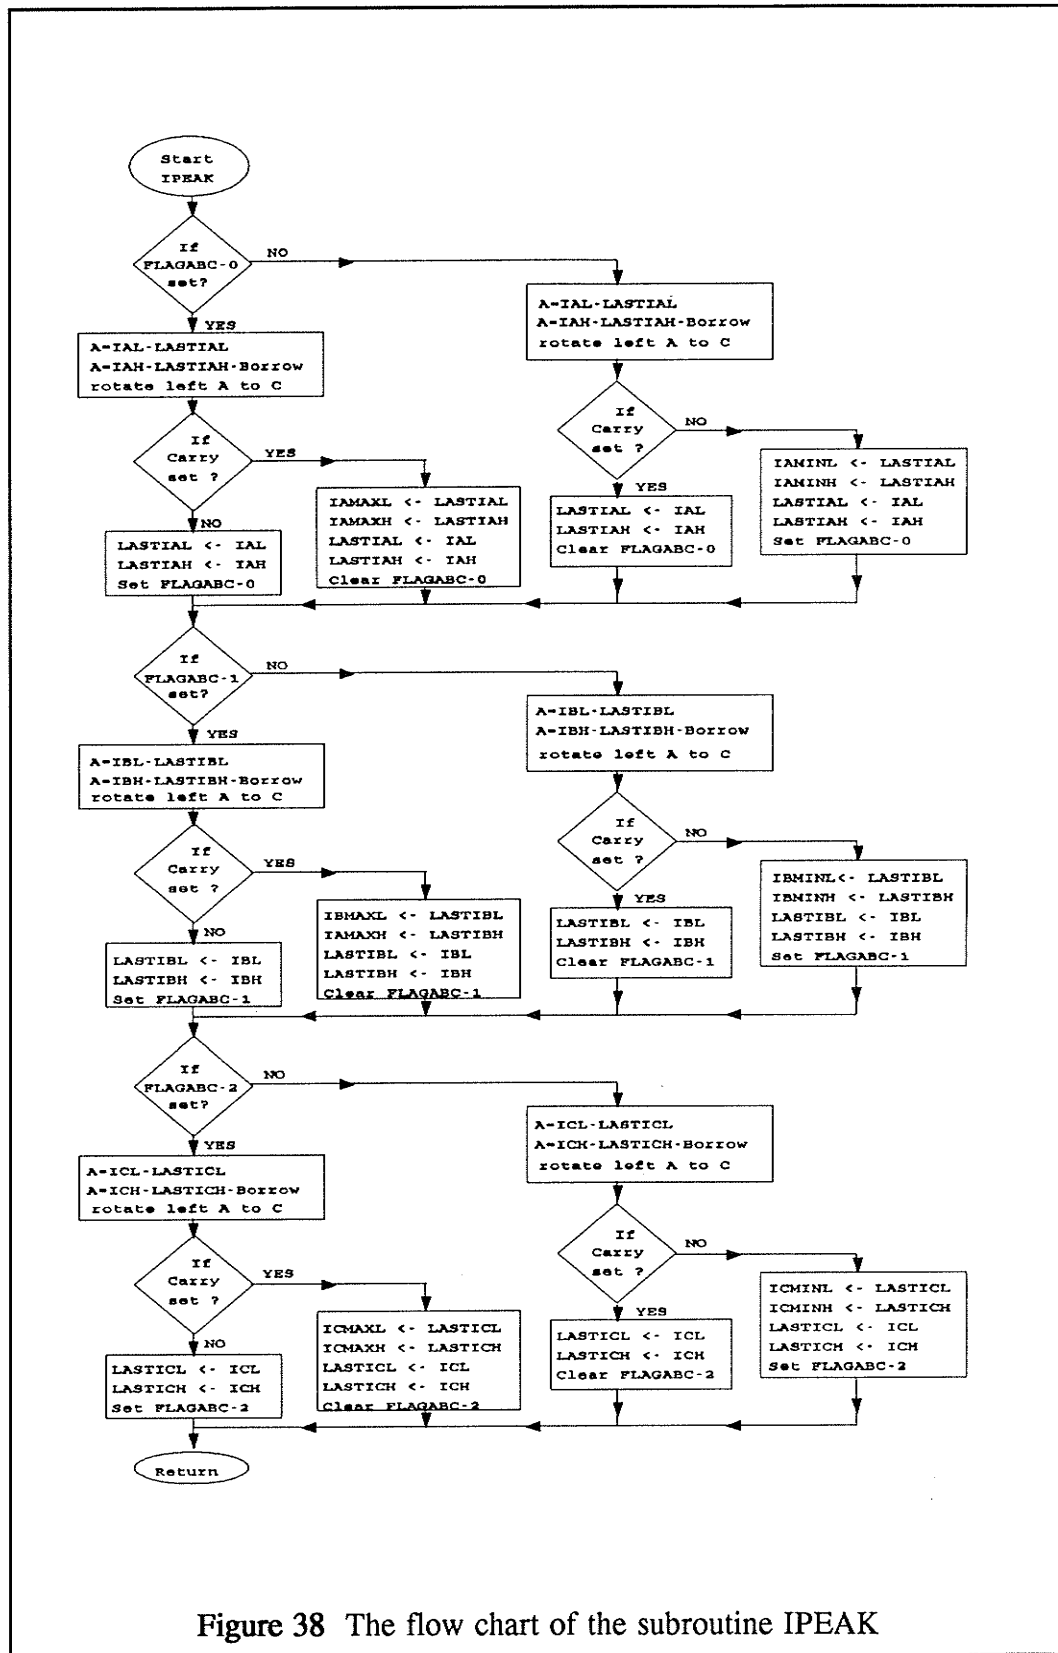 Start
IPEAK
If
FLAGABC-0
set?
NO
YES
A=IAL-LASTIAL
A=IAH-LASTIAH-Borrow
rotate left A to C
A=IAL-LASTIAL
A=IAH-LASTIAH-Borrow
rotate left A to C
If
Carry
set ?
YES
NO
If
Carry
set ?
NO
YES
LASTIAL <- IAL
LASTIAH <- IAH
Set FLAGABC-0
IAMAXL <- LASTIAL
IAMAXH <- LASTIAH
LASTIAL <- IAL
LASTIAH <- IAH
Clear FLAGABC-0
LASTIAL <- IAL
LASTIAH <- IAH
Clear FLAGABC-0
IAMINL <- LASTIAL
IAMINH <- LASTIAH
LASTIAL <- IAL
LASTIAH <- IAH
Set FLAGABC-0
If
FLAGABC-1
set?
NO
YES
A=IBL-LASTIBL
A=IBH-LASTIBH-Borrow
rotate left A to C
A=IBL-LASTIBL
A=IBH-LASTIBH-Borrow
rotate left A to C
If
Carry
set ?
YES
NO
If
Carry
set ?
NO
YES
LASTIBL <- IBL
LASTIBH <- IBH
Set FLAGABC-1
IBMAXL <- LASTIBL
IAMAXH <- LASTIBH
LASTIBL <- IBL
LASTIBH <- IBH
Clear FLAGABC-1
LASTIBL <- IBL
LASTIBH <- IBH
Clear FLAGABC-1
IBMINL<- LASTIBL
IBMINH <- LASTIBH
LASTIBL <- IBL
LASTIBH <- IBH
Set FLAGABC-1
If
FLAGABC-2
set?
NO
YES
A=ICL-LASTICL
A=ICH-LASTICH-Borrow
rotate left A to C
A=ICL-LASTICL
A=ICH-LASTICH-Borrow
rotate left A to C
If
Carry
set ?
YES
NO
If
Carry
set ?
NO
YES
LASTICL <- ICL
LASTICH <- ICH
Set FLAGABC-2
ICMAXL <- LASTICL
ICMAXH <- LASTICH
LASTICL <- ICL
LASTICH <- ICH
Clear FLAGABC-2
LASTICL <- ICL
LASTICH <- ICH
Clear FLAGABC-2
ICMINL <- LASTICL
ICMINH <- LASTICH
LASTICL <- ICL
LASTICH <- ICH
Set FLAGABC-2
Return
Figure 38 The flow chart of the subroutine IPEAK